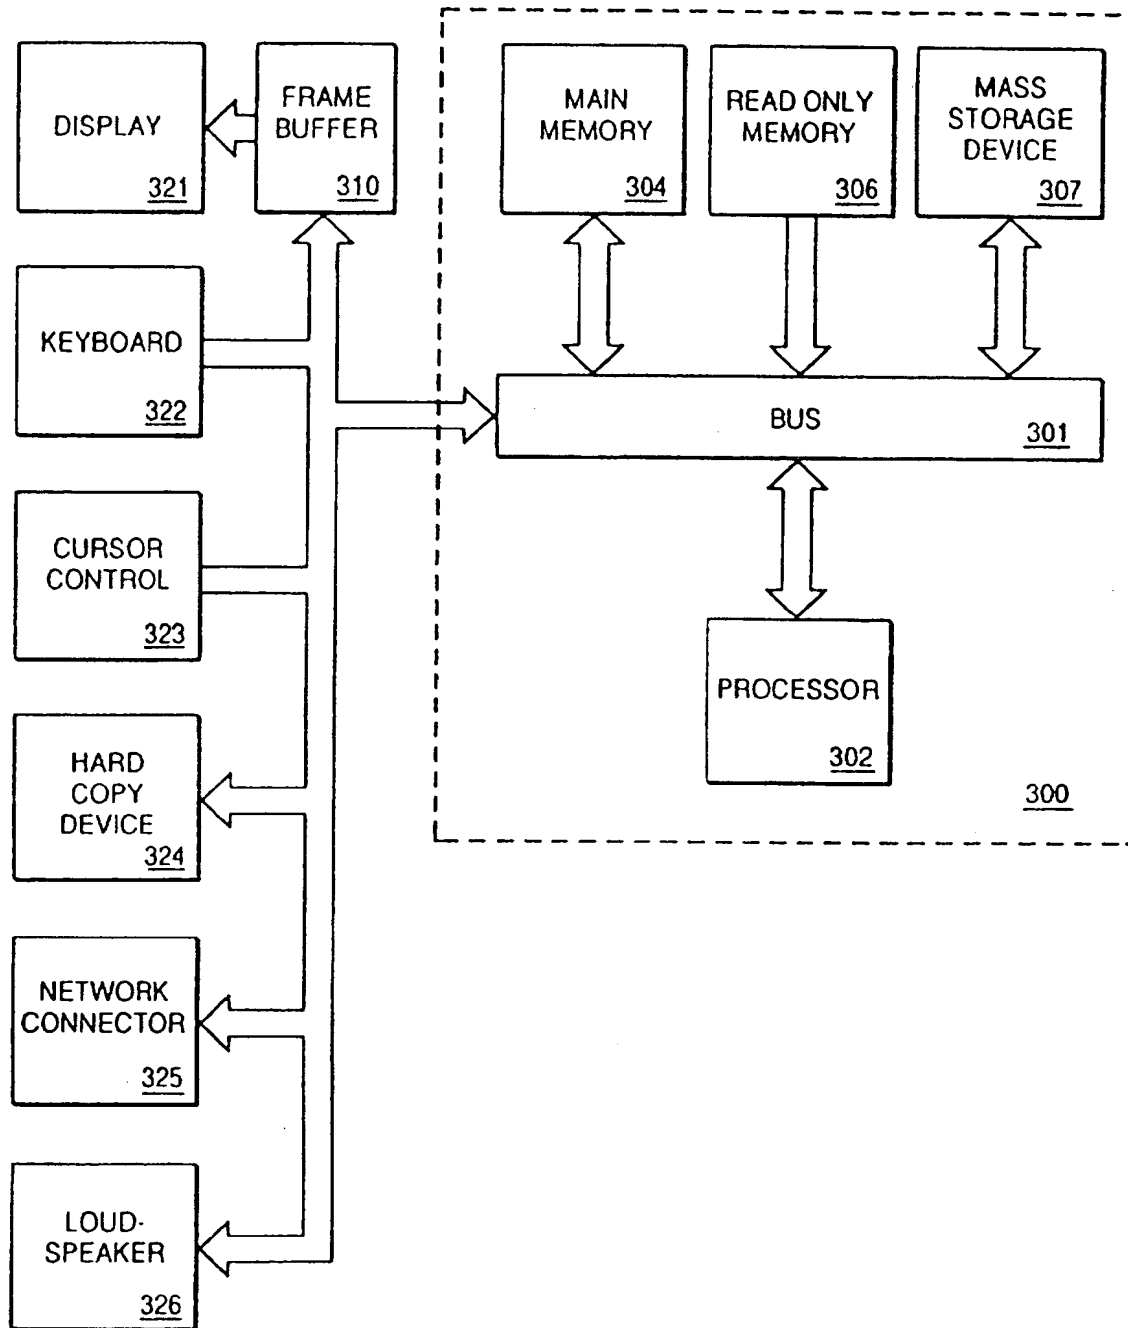 DISPLAY
321
FRAME
BUFFER
310
MAIN
MEMORY
304
READ ONLY
MEMORY
306
MASS
STORAGE
DEVICE
307
KEYBOARD
322
BUS
301
CURSOR
CONTROL
323
PROCESSOR
302
300
HARD
COPY
DEVICE
324
NETWORK
CONNECTOR
325
LOUD-
SPEAKER
326